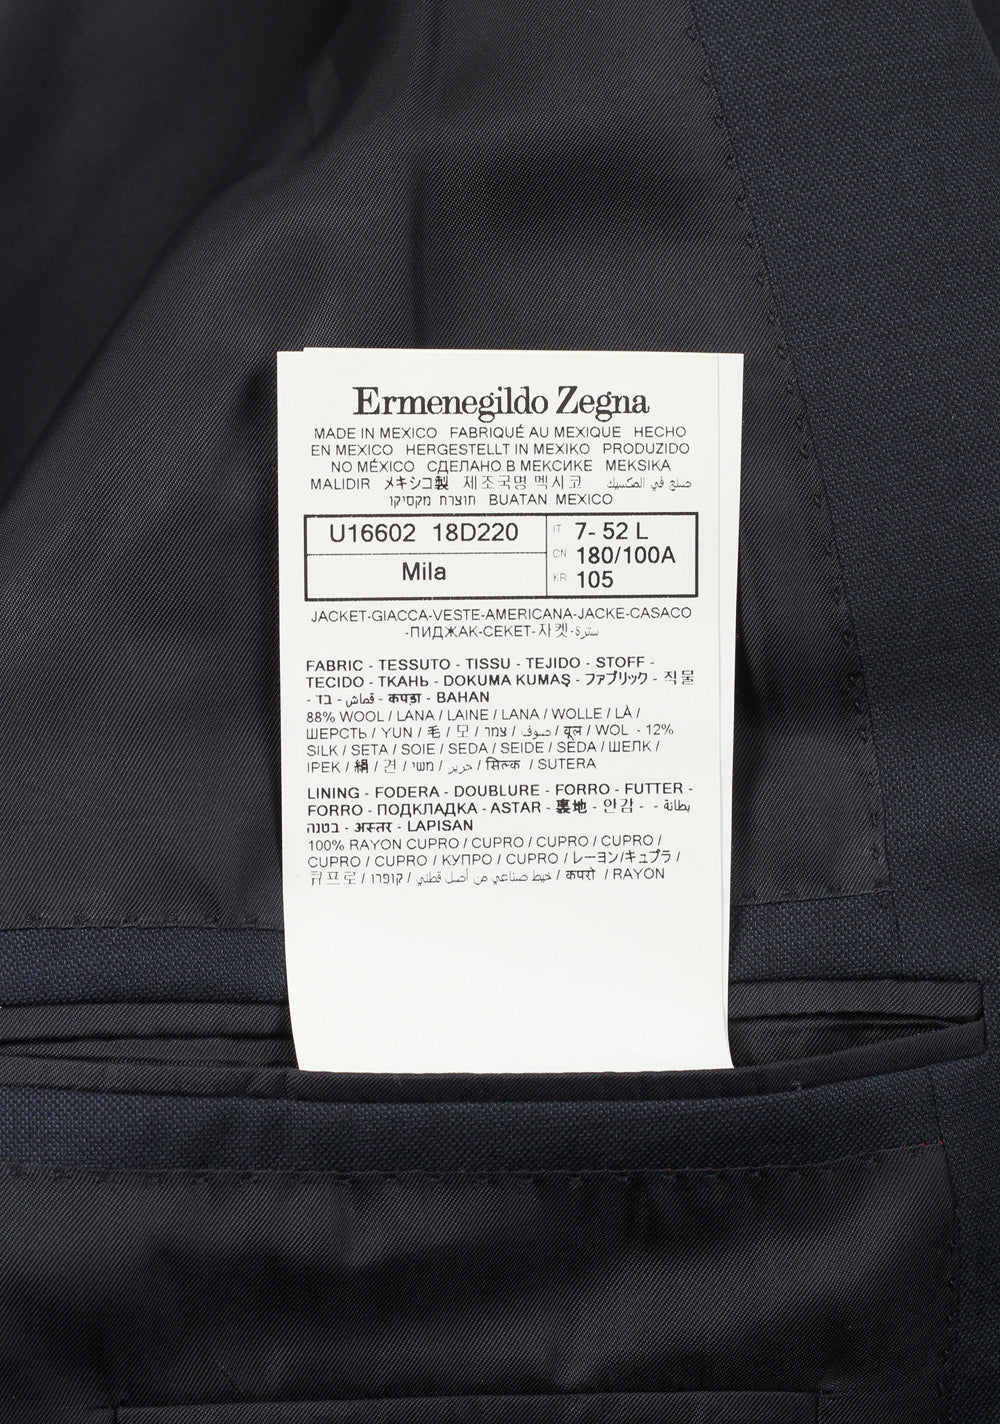 Ermenegildo Zegna
MADE IN MEXICO FABRIQUÉ AU MEXIQUE HECHO
EN MEXICO HERGESTELLT IN MEXIKO PRODUZIDO
NO MÉXICO СДЕЛАНО В МЕКСИКЕ MEKSIKA
MALIDIR メキシコ製 제조국명 멕시코 صنع في المكسيك
תוצרת מקסיקו BUATAN MEXICO
U16602 18D220
Mila
IT 7- 52 L
CN 180/100A
KR 105
JACKET-GIACCA-VESTE-AMERICANA-JACKE-CASACO
-ПИДЖАК-CEKET-자켓-سترة
FABRIC - TESSUTO - TISSU - TEJIDO - STOFF -
TECIDO - ТКАНЬ - DOKUMA KUMAŞ - ファブリック - 직물
- בד - قماش - कपडा - BAHAN
88% WOOL / LANA / LAINE / LANA / WOLLE / LÀ /
ШЕРСТЬ / YUN / 毛 / 모 / צמר / صوف / वूल / WOL - 12%
SILK / SETA / SOIE / SEDA / SEIDE / SEDA / ШЕЛК /
IPEK / 絹 / 견 / משי / حرير / सिल्क / SUTERA
LINING - FODERA - DOUBLURE - FORRO - FUTTER -
FORRO - ПОДКЛАДКА - ASTAR - 裏地 - 안감 - بطانة -
בטנה - अस्तर - LAPISAN
100% RAYON CUPRO / CUPRO / CUPRO / CUPRO /
CUPRO / CUPRO / КУПРО / CUPRO / レーヨン/キュプラ /
큐프로 / קופרו / خيط صناعي من أصل قطني / कपरो / RAYON